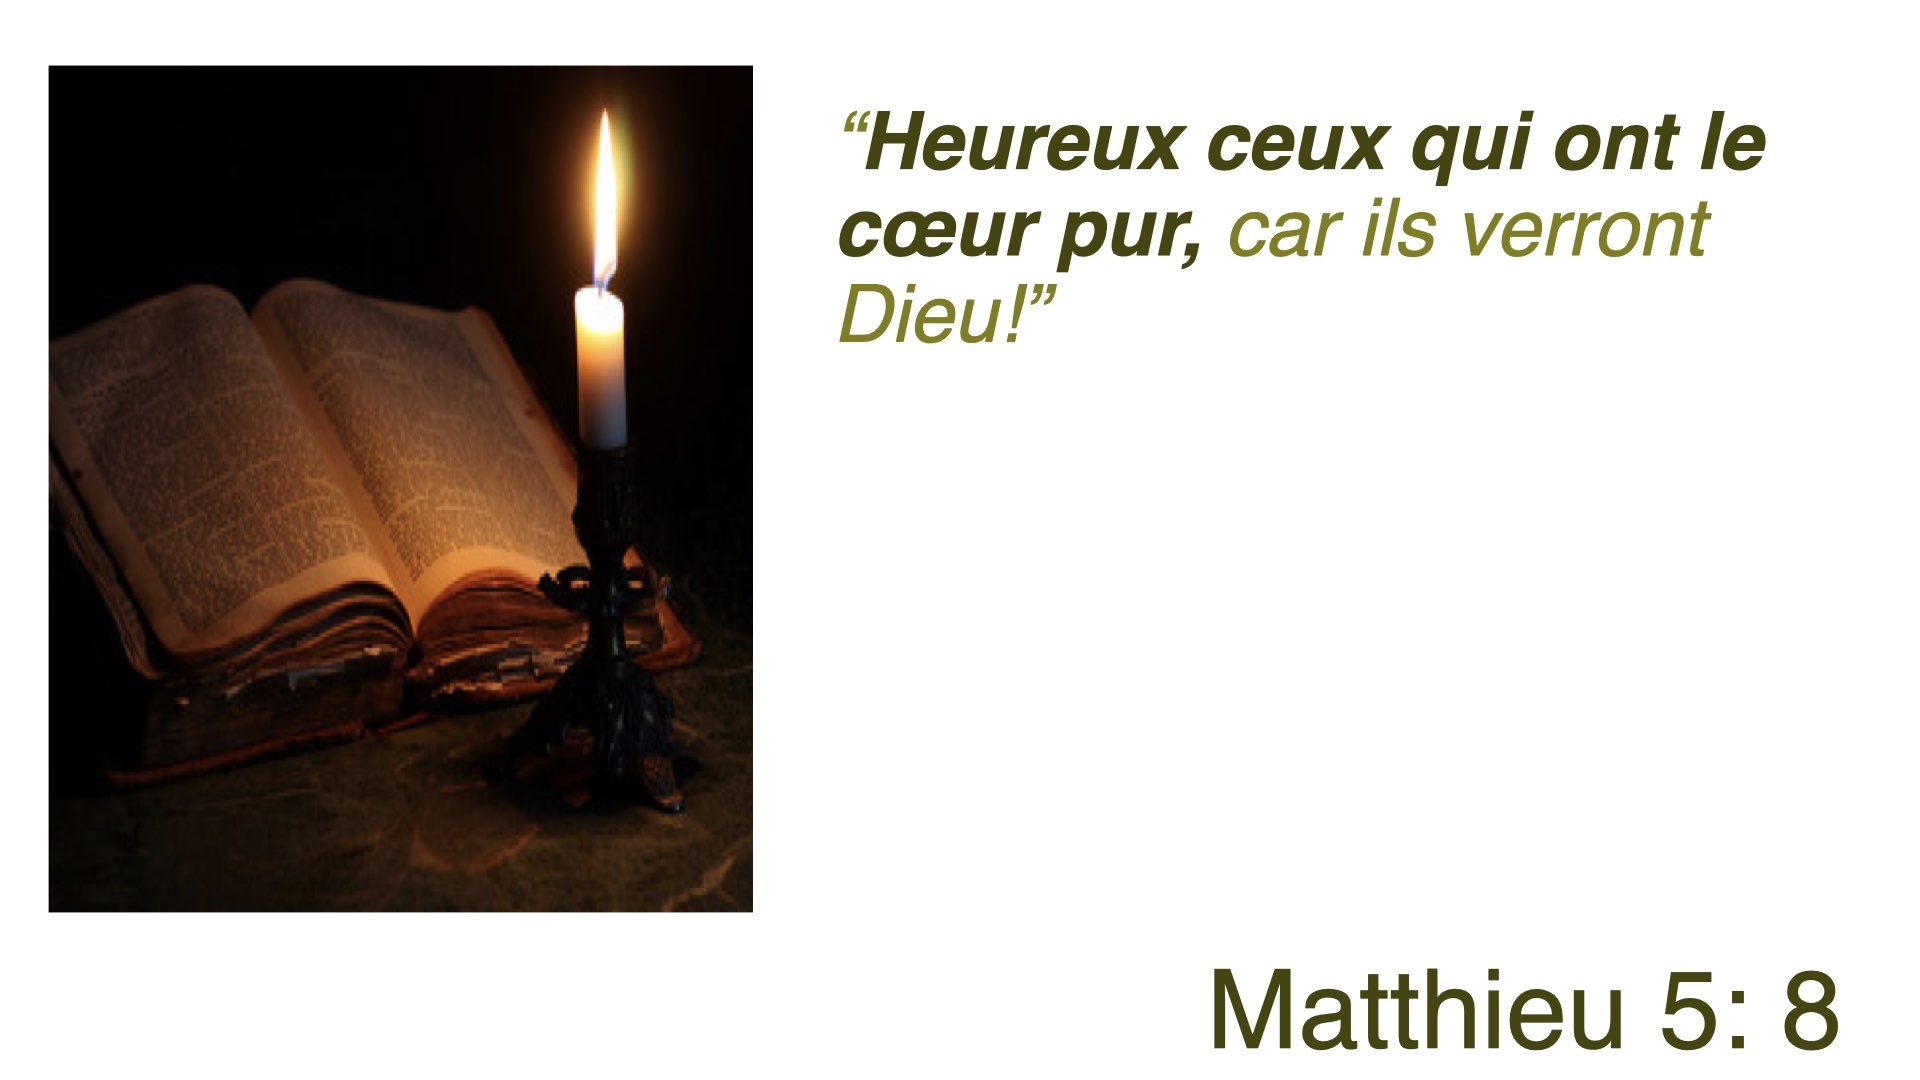 “Heureux ceux qui ont le
cœur pur, car ils verront
Dieu!”
Matthieu 5: 8